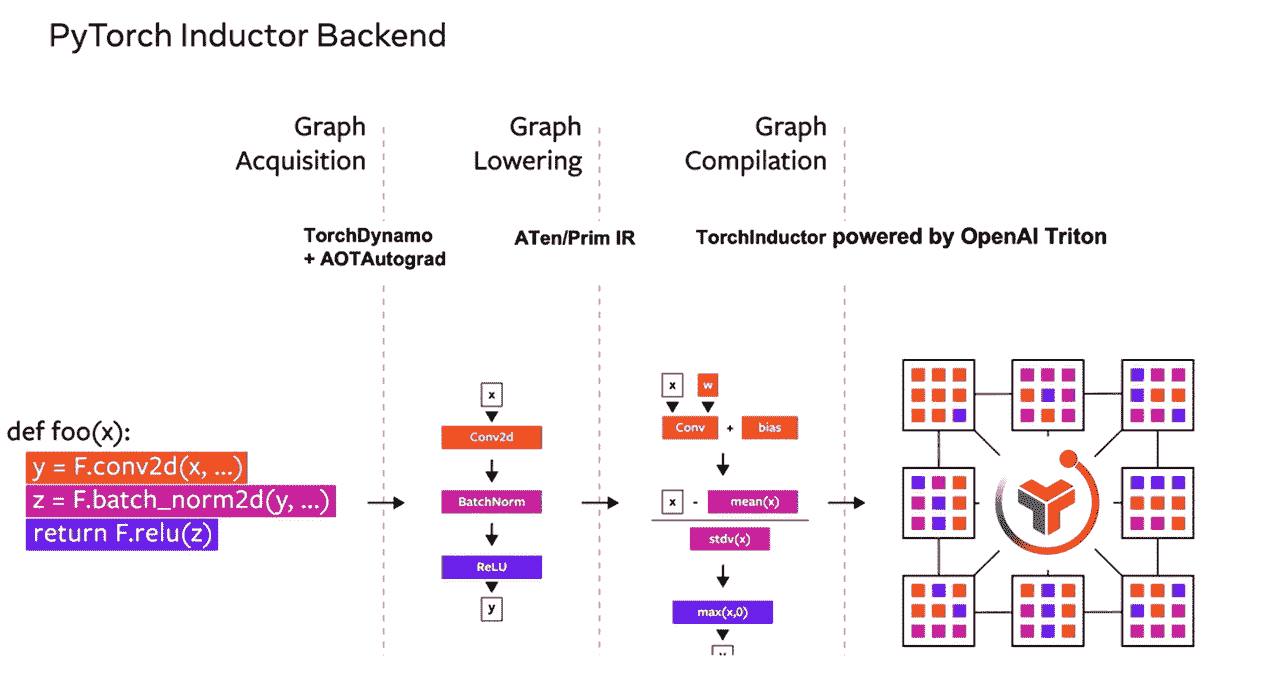 PyTorch Inductor Backend
Graph
Acquisition
Graph
Lowering
Graph
Compilation
TorchDynamo
+ AOTAutograd
ATen/Prim IR
TorchInductor powered by OpenAI Triton
def foo(x):
y = F.conv2d(x, ...)
z = F.batch_norm2d(y, ...)
return F.relu(z)
x
Conv2d
BatchNorm
ReLU
y
x w
Conv + bias
x - mean(x)
stdv(x)
max(x,0)